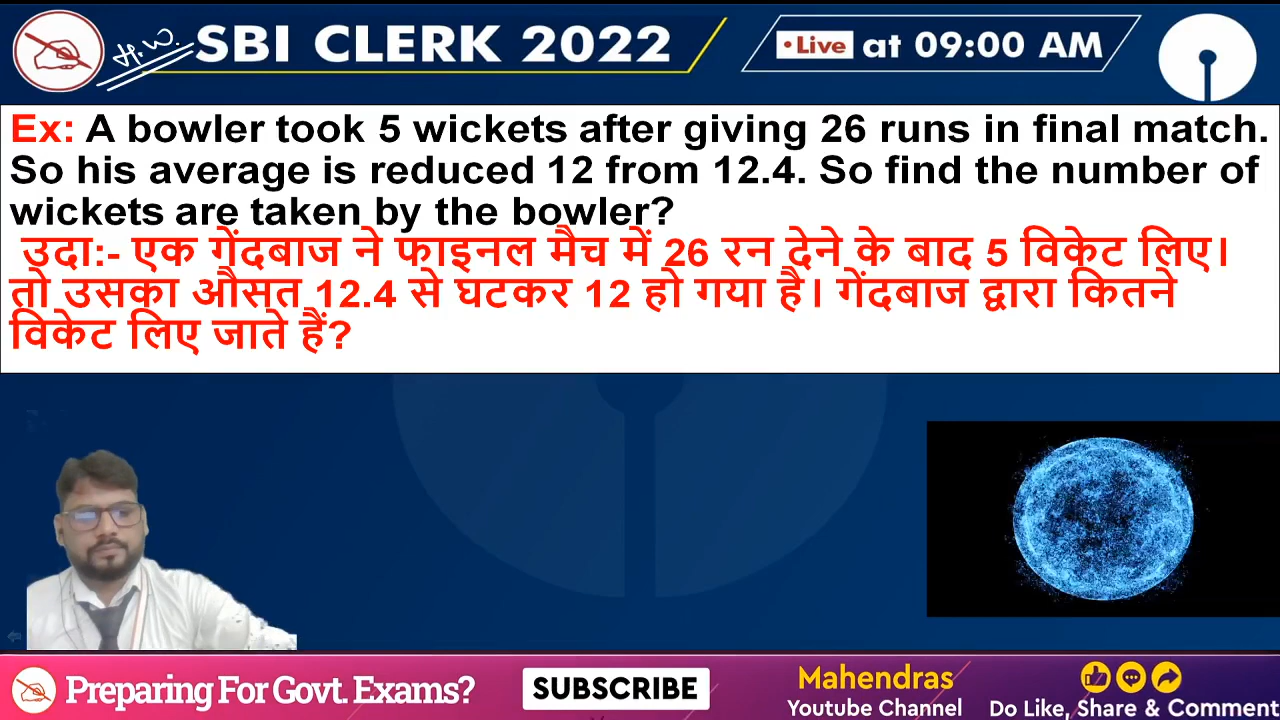 H.W.
SBI CLERK 2022
• Live at 09:00 AM
Ex: A bowler took 5 wickets after giving 26 runs in final match.
So his average is reduced 12 from 12.4. So find the number of
wickets are taken by the bowler?
उदा:- एक गेंदबाज ने फाइनल मैच में 26 रन देने के बाद 5 विकेट लिए।
तो उसका औसत 12.4 से घटकर 12 हो गया है। गेंदबाज द्वारा कितने
विकेट लिए जाते हैं?
Preparing For Govt. Exams?
SUBSCRIBE
Mahendras
Youtube Channel
Do Like, Share & Comment